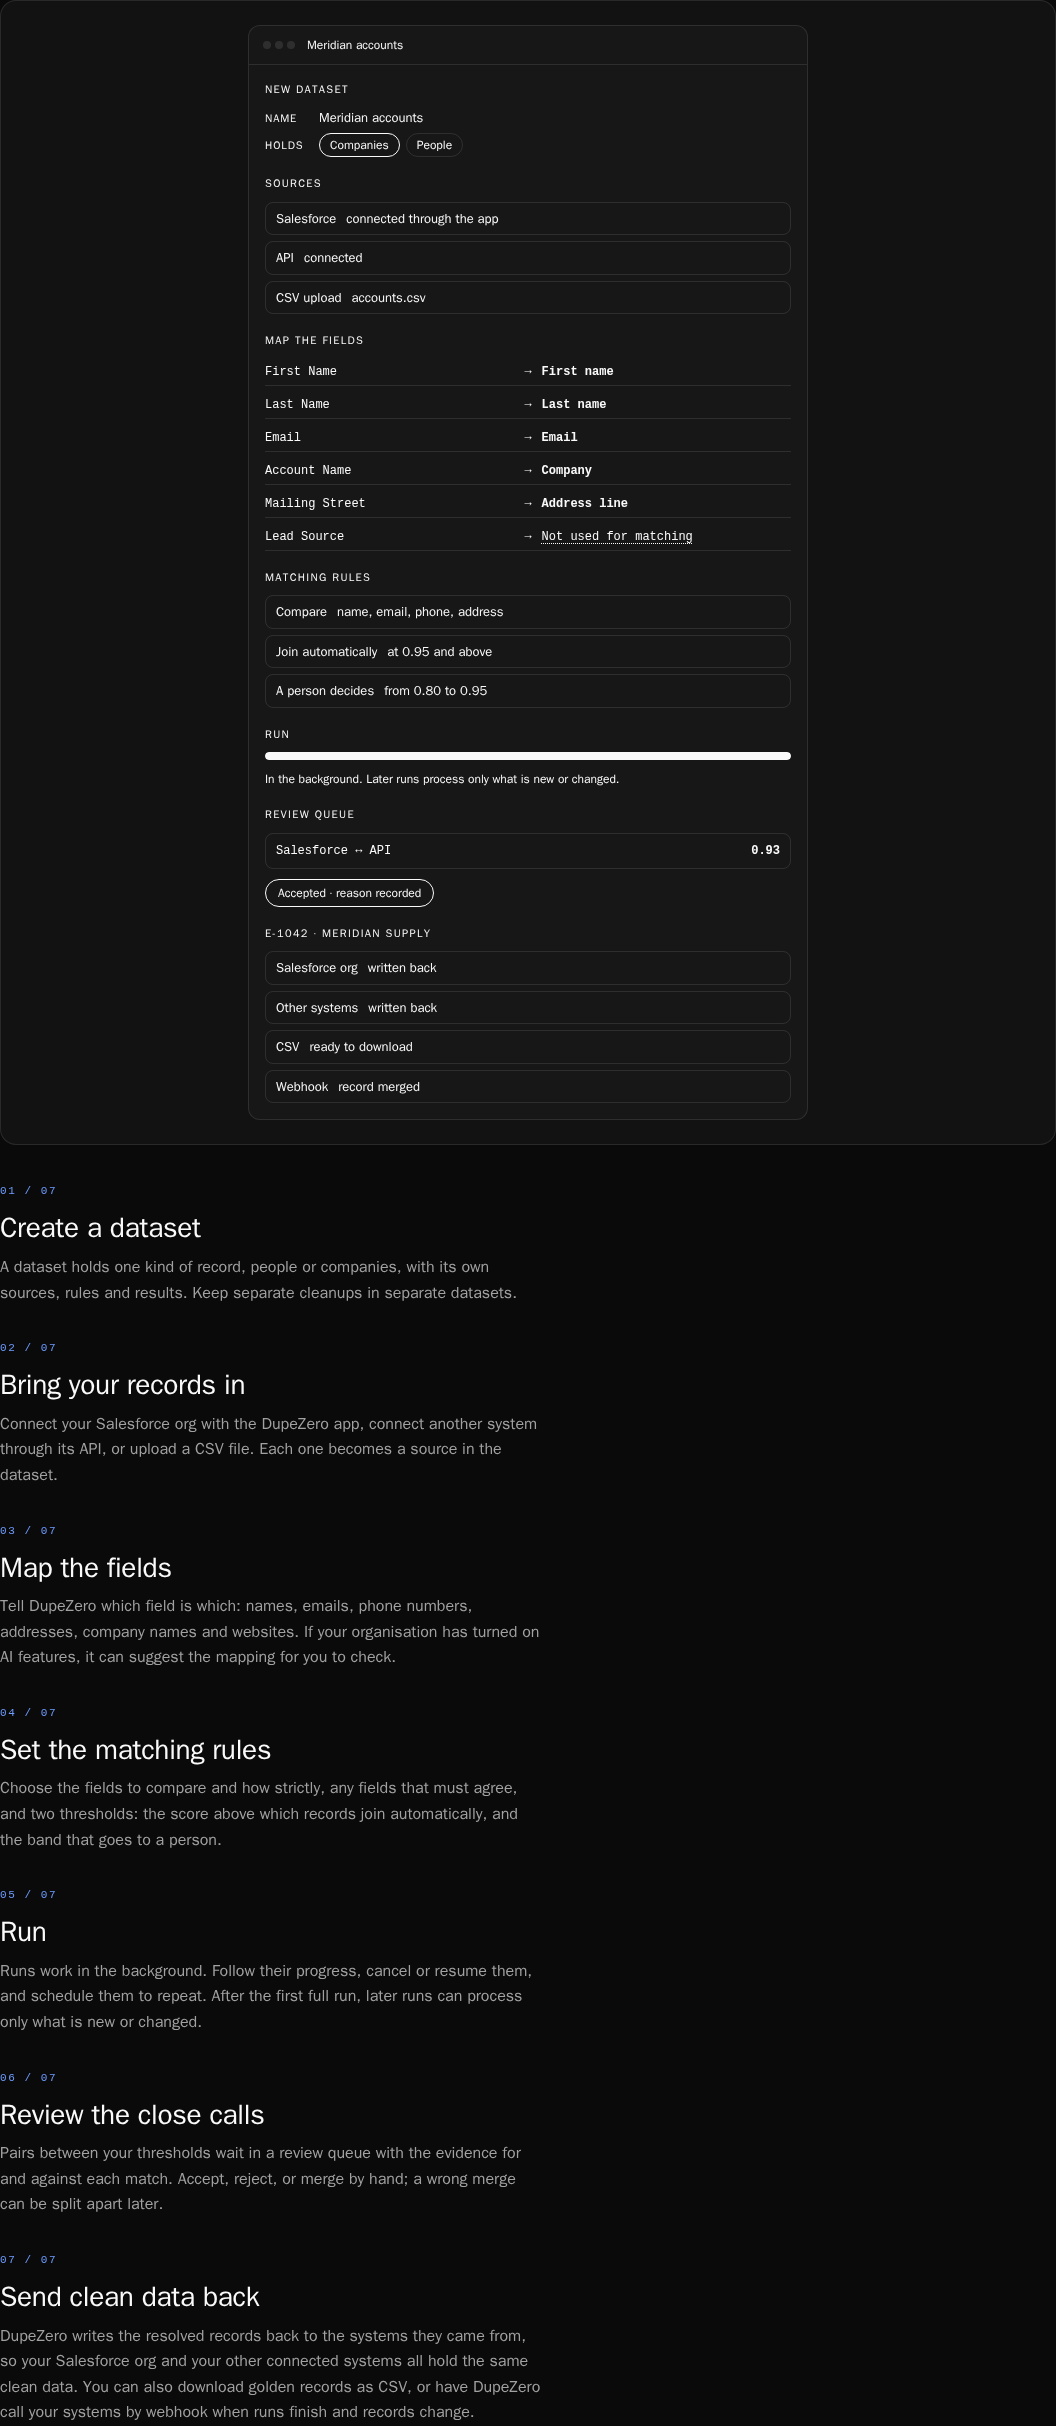 Meridian accounts
NEW DATASET
NAME Meridian accounts
HOLDS Companies People
SOURCES
Salesforce connected through the app
API connected
CSV upload accounts.csv
MAP THE FIELDS
First Name → First name
Last Name → Last name
Email → Email
Account Name → Company
Mailing Street → Address line
Lead Source → Not used for matching
MATCHING RULES
Compare name, email, phone, address
Join automatically at 0.95 and above
A person decides from 0.80 to 0.95
RUN
In the background. Later runs process only what is new or changed.
REVIEW QUEUE
Salesforce ↔ API 0.93
Accepted · reason recorded
E-1042 · MERIDIAN SUPPLY
Salesforce org written back
Other systems written back
CSV ready to download
Webhook record merged
01 / 07
Create a dataset
A dataset holds one kind of record, people or companies, with its own
sources, rules and results. Keep separate cleanups in separate datasets.
02 / 07
Bring your records in
Connect your Salesforce org with the DupeZero app, connect another system
through its API, or upload a CSV file. Each one becomes a source in the
dataset.
03 / 07
Map the fields
Tell DupeZero which field is which: names, emails, phone numbers,
addresses, company names and websites. If your organisation has turned on
AI features, it can suggest the mapping for you to check.
04 / 07
Set the matching rules
Choose the fields to compare and how strictly, any fields that must agree,
and two thresholds: the score above which records join automatically, and
the band that goes to a person.
05 / 07
Run
Runs work in the background. Follow their progress, cancel or resume them,
and schedule them to repeat. After the first full run, later runs can process
only what is new or changed.
06 / 07
Review the close calls
Pairs between your thresholds wait in a review queue with the evidence for
and against each match. Accept, reject, or merge by hand; a wrong merge
can be split apart later.
07 / 07
Send clean data back
DupeZero writes the resolved records back to the systems they came from,
so your Salesforce org and your other connected systems all hold the same
clean data. You can also download golden records as CSV, or have DupeZero
call your systems by webhook when runs finish and records change.